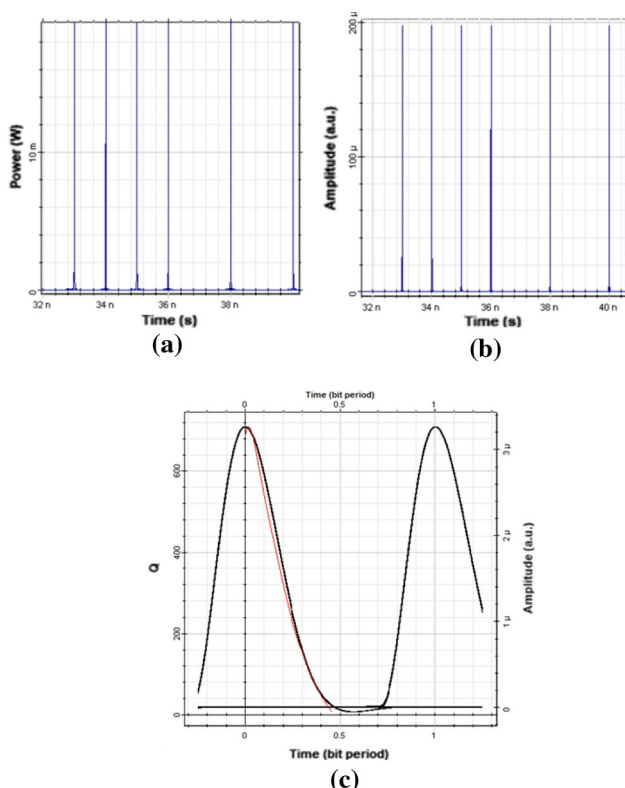 Power (W)
10 m
0
32 n 34 n 36 n 38 n
Time (s)
(a)
Amplitude (a.u.)
200 µ
100 µ
0
32 n 34 n 36 n 38 n 40 n
Time (s)
(b)
Time (bit period)
0 0.5 1
Q
600
400
200
0
Amplitude (a.u.)
3 µ
2 µ
1 µ
0
0 0.5 1
Time (bit period)
(c)